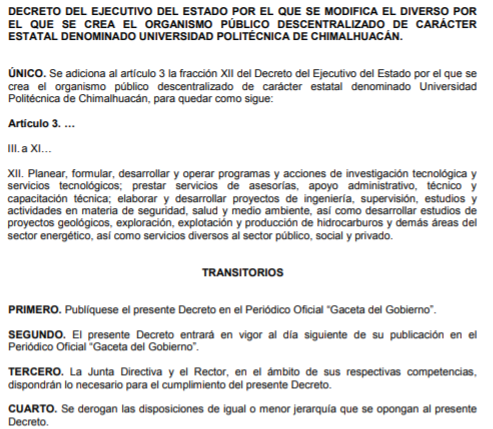 DECRETO DEL EJECUTIVO DEL ESTADO POR EL QUE SE MODIFICA EL DIVERSO POR
EL QUE SE CREA EL ORGANISMO PÚBLICO DESCENTRALIZADO DE CARÁCTER
ESTATAL DENOMINADO UNIVERSIDAD POLITÉCNICA DE CHIMALHUACÁN.
ÚNICO. Se adiciona al artículo 3 la fracción XII del Decreto del Ejecutivo del Estado por el que se
crea el organismo público descentralizado de carácter estatal denominado Universidad
Politécnica de Chimalhuacán, para quedar como sigue:
Artículo 3. …
III. a XI…
XII. Planear, formular, desarrollar y operar programas y acciones de investigación tecnológica y
servicios tecnológicos; prestar servicios de asesorías, apoyo administrativo, técnico y
capacitación técnica; elaborar y desarrollar proyectos de ingeniería, supervisión, estudios y
actividades en materia de seguridad, salud y medio ambiente, así como desarrollar estudios de
proyectos geológicos, exploración, explotación y producción de hidrocarburos y demás áreas del
sector energético, así como servicios diversos al sector público, social y privado.
TRANSITORIOS
PRIMERO. Publíquese el presente Decreto en el Periódico Oficial “Gaceta del Gobierno”.
SEGUNDO. El presente Decreto entrará en vigor al día siguiente de su publicación en el
Periódico Oficial “Gaceta del Gobierno”.
TERCERO. La Junta Directiva y el Rector, en el ámbito de sus respectivas competencias,
dispondrán lo necesario para el cumplimiento del presente Decreto.
CUARTO. Se derogan las disposiciones de igual o menor jerarquía que se opongan al presente
Decreto.